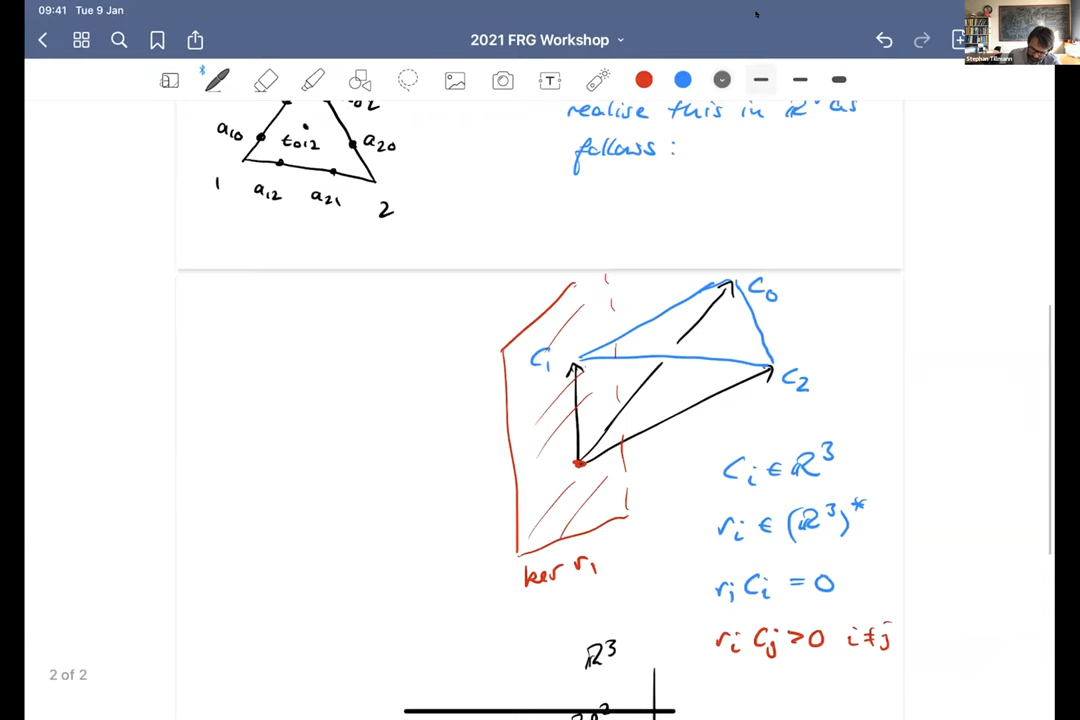 09:41 Tue 9 Jan
2021 FRG Workshop
Stephan Tillmann
realise this in as
follows :
a₁₀
t₀₁₂
a₂₀
1
a₁₂
a₂₁
2
C₀
C₁
C₂
Cᵢ ∈ ℝ³
rᵢ ∈ (ℝ³)*
rᵢ Cᵢ = 0
ker r₁
rᵢ Cⱼ > 0 i ≠ j
ℝ³
2 of 2